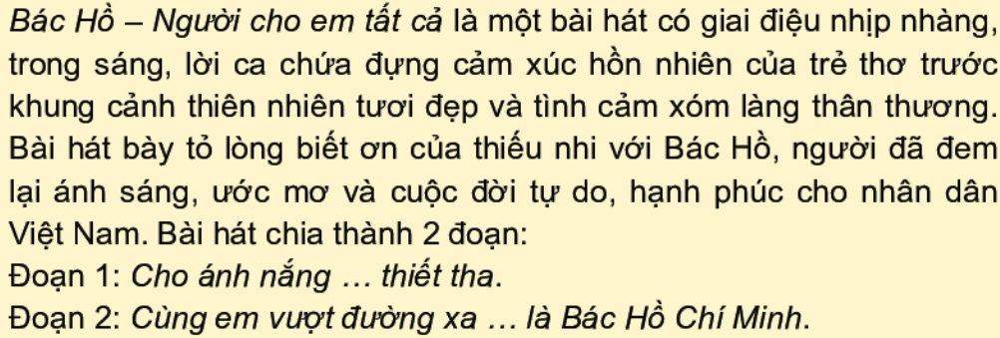 Bác Hồ – Người cho em tất cả là một bài hát có giai điệu nhịp nhàng,
trong sáng, lời ca chứa đựng cảm xúc hồn nhiên của trẻ thơ trước
khung cảnh thiên nhiên tươi đẹp và tình cảm xóm làng thân thương.
Bài hát bày tỏ lòng biết ơn của thiếu nhi với Bác Hồ, người đã đem
lại ánh sáng, ước mơ và cuộc đời tự do, hạnh phúc cho nhân dân
Việt Nam. Bài hát chia thành 2 đoạn:
Đoạn 1: Cho ánh nắng ... thiết tha.
Đoạn 2: Cùng em vượt đường xa ... là Bác Hồ Chí Minh.